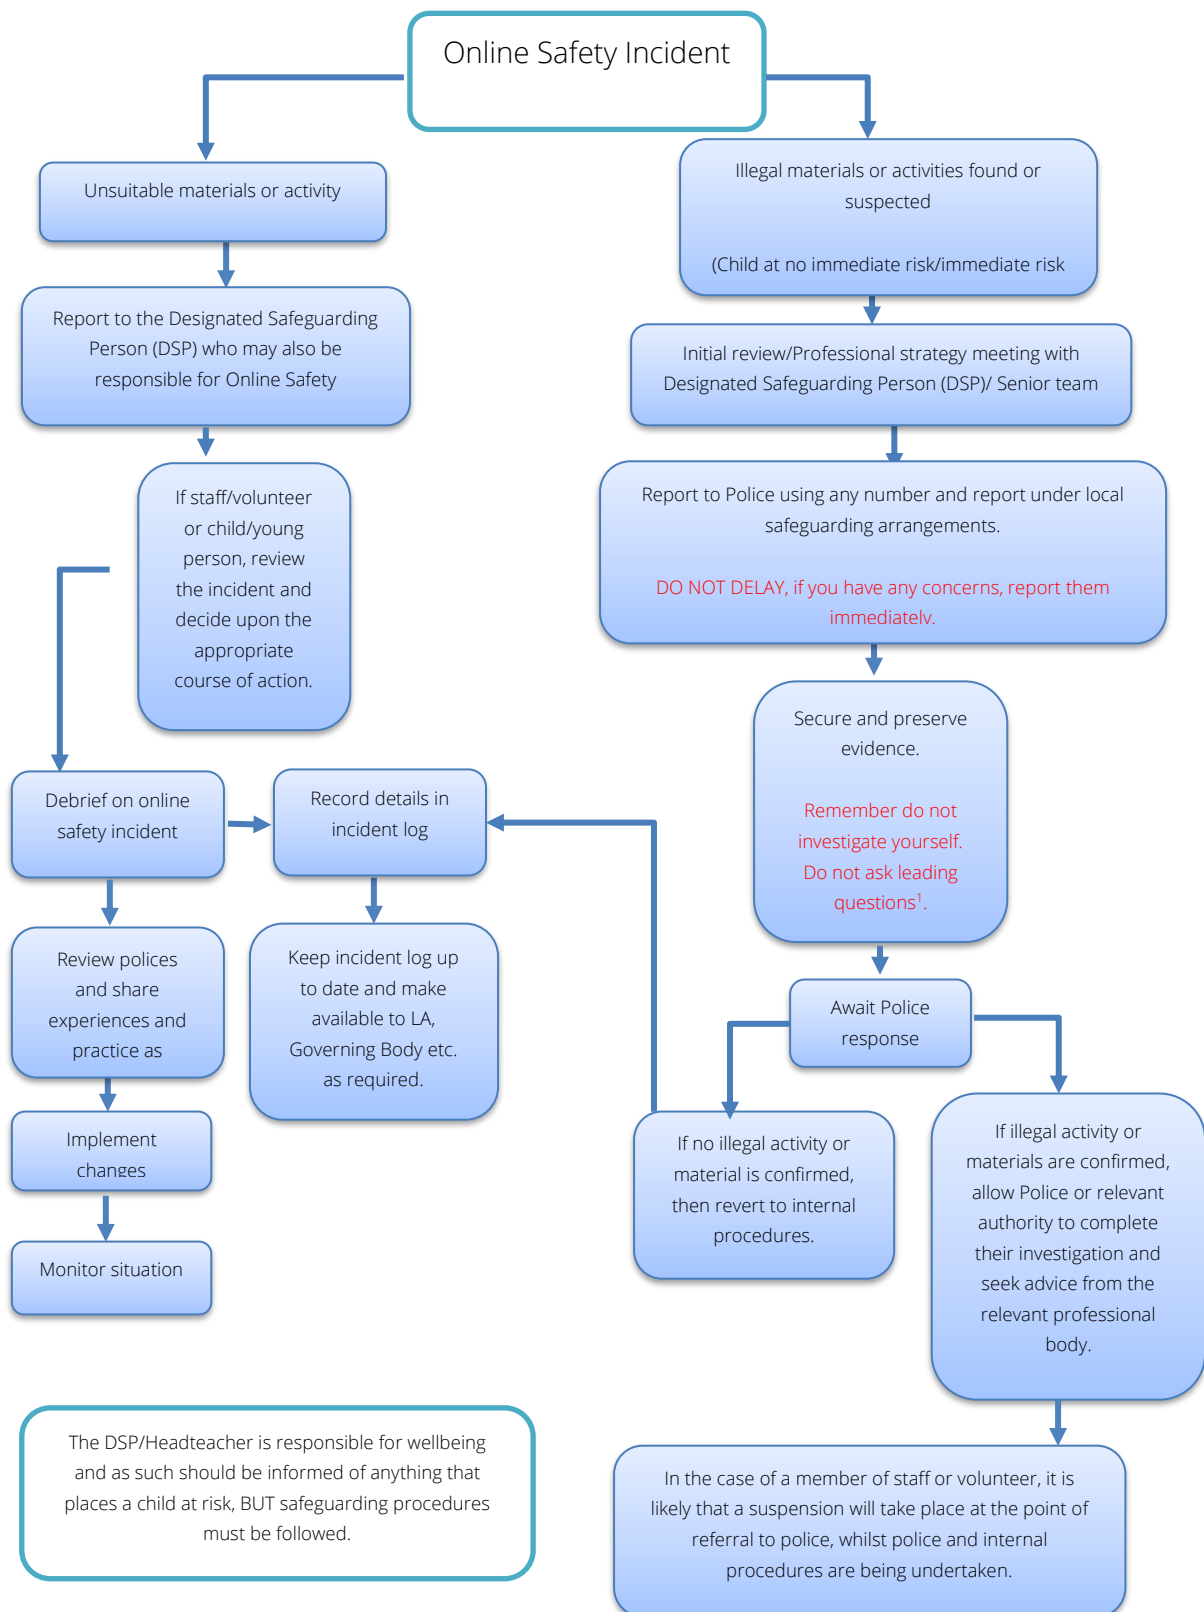 Online Safety Incident
Unsuitable materials or activity
Report to the Designated Safeguarding
Person (DSP) who may also be
responsible for Online Safety
If staff/volunteer
or child/young
person, review
the incident and
decide upon the
appropriate
course of action.
Debrief on online
safety incident
Record details in
incident log
Review polices
and share
experiences and
practice as
Keep incident log up
to date and make
available to LA,
Governing Body etc.
as required.
Implement
changes
Monitor situation
Illegal materials or activities found or
suspected
(Child at no immediate risk/immediate risk
Initial review/Professional strategy meeting with
Designated Safeguarding Person (DSP)/ Senior team
Report to Police using any number and report under local
safeguarding arrangements.
DO NOT DELAY, if you have any concerns, report them
immediately.
Secure and preserve
evidence.
Remember do not
investigate yourself.
Do not ask leading
questions¹.
Await Police
response
If no illegal activity or
material is confirmed,
then revert to internal
procedures.
If illegal activity or
materials are confirmed,
allow Police or relevant
authority to complete
their investigation and
seek advice from the
relevant professional
body.
In the case of a member of staff or volunteer, it is
likely that a suspension will take place at the point of
referral to police, whilst police and internal
procedures are being undertaken.
The DSP/Headteacher is responsible for wellbeing
and as such should be informed of anything that
places a child at risk, BUT safeguarding procedures
must be followed.